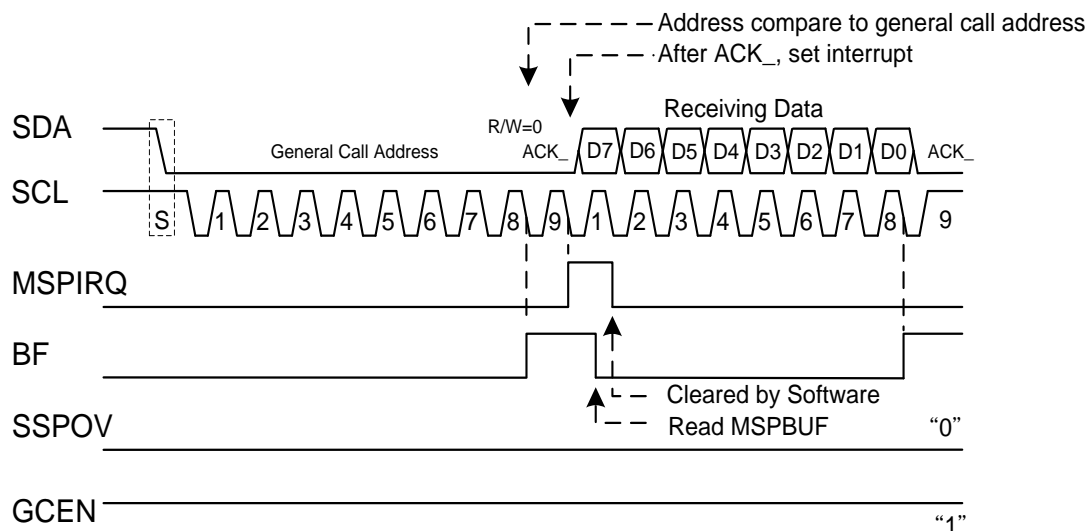 Address compare to general call address
After ACK_, set interrupt
SDA
R/W=0
Receiving Data
General Call Address
ACK_
D7 D6 D5 D4 D3 D2 D1 D0
ACK_
SCL
S 1 2 3 4 5 6 7 8 9 1 2 3 4 5 6 7 8 9
MSPIRQ
BF
Cleared by Software
Read MSPBUF
SSPOV
“0”
GCEN
“1”